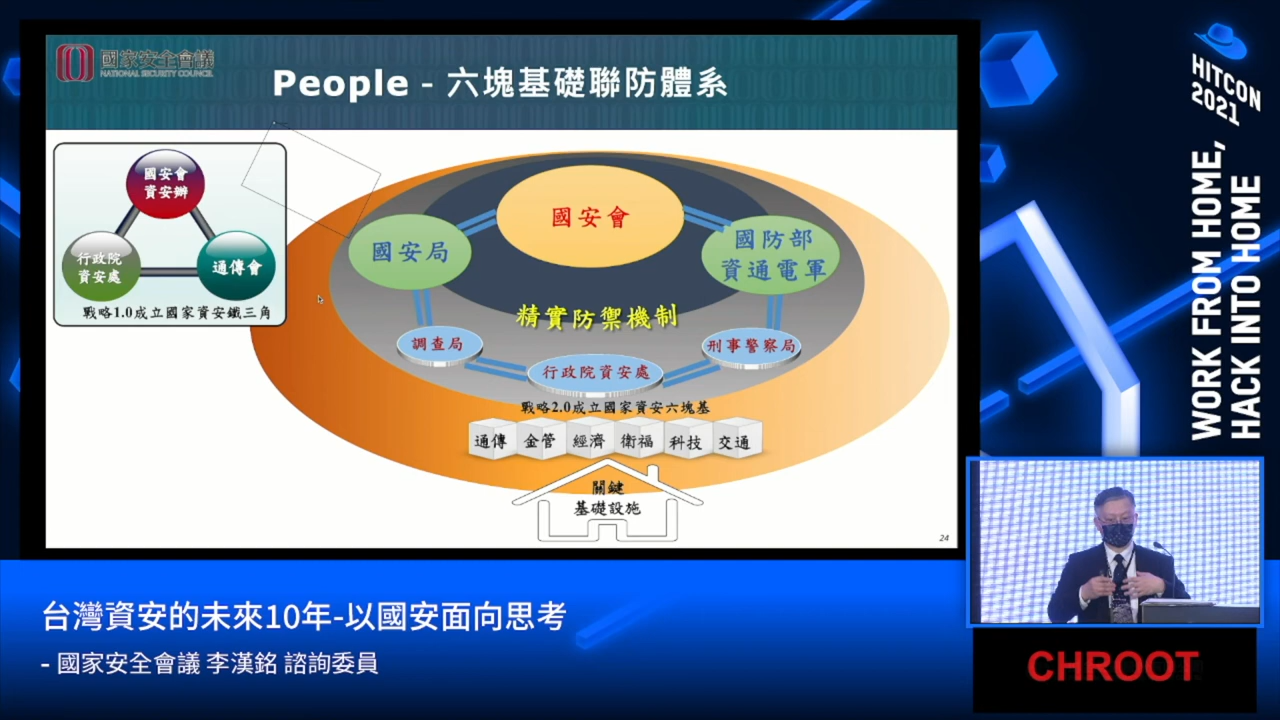 國家安全會議
NATIONAL SECURITY COUNCIL
People - 六塊基礎聯防體系
國安會
資安辦
行政院
資安處
通傳會
戰略1.0成立國家資安鐵三角
國安會
國安局
國防部
資通電軍
精實防禦機制
調查局
刑事警察局
行政院資安處
戰略2.0成立國家資安六塊基
通傳
金管
經濟
衛福
科技
交通
關鍵
基礎設施
24
HITCON
2021
WORK FROM HOME,
HACK INTO HOME
台灣資安的未來10年-以國安面向思考
- 國家安全會議 李漢銘 諮詢委員
CHROOT